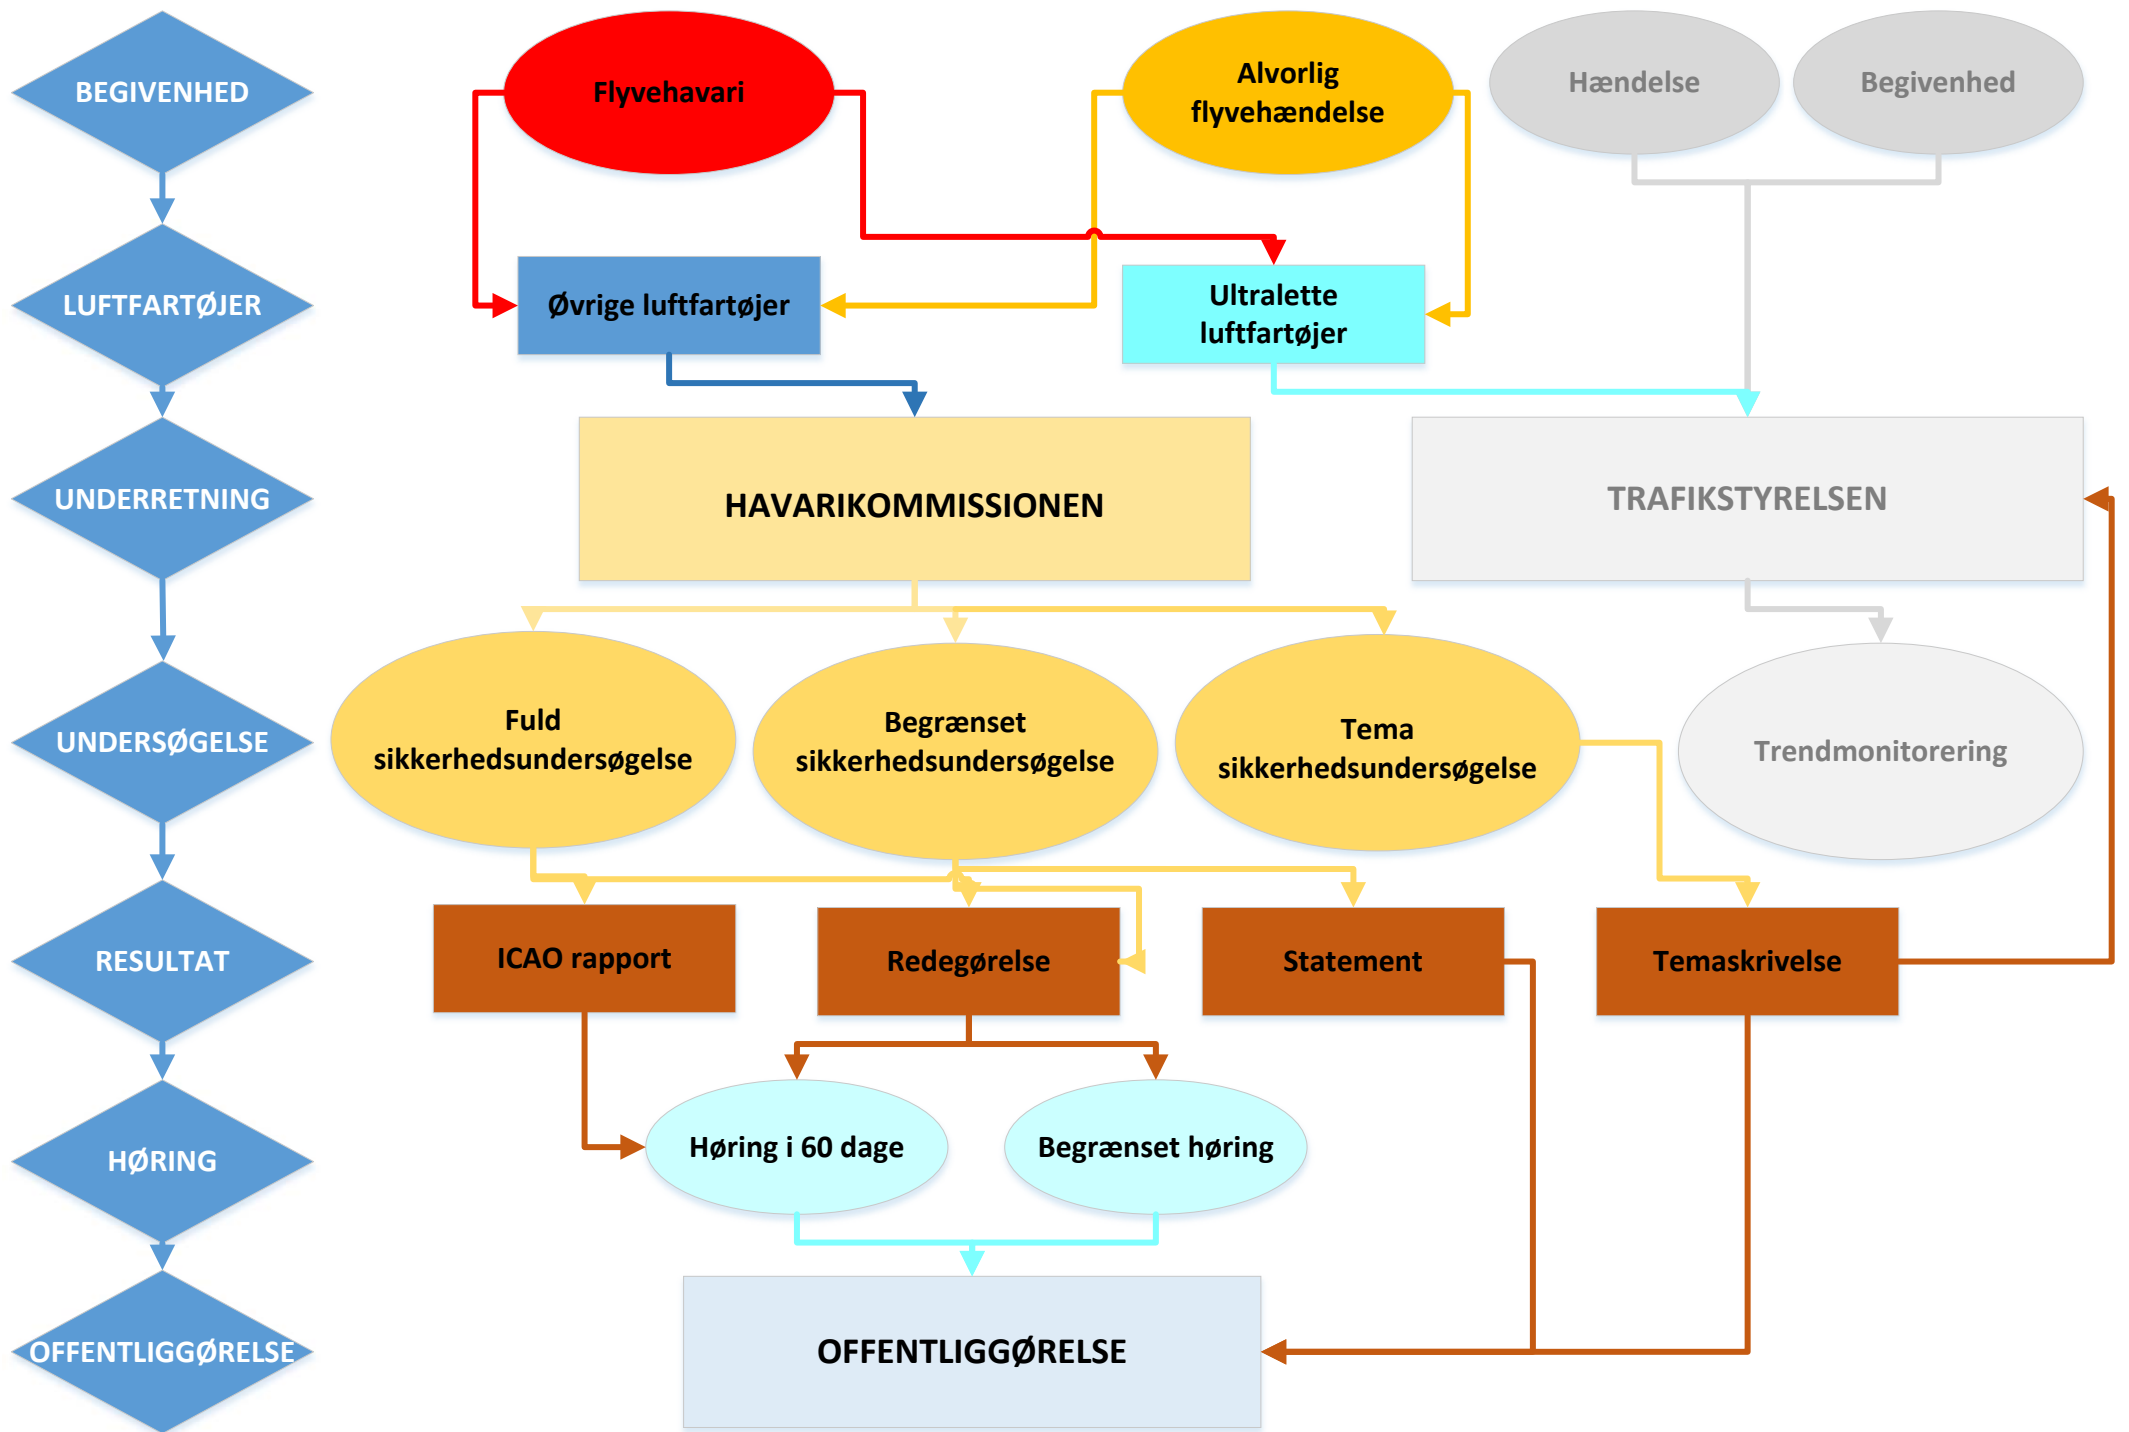 BEGIVENHED
Flyvehavari
Alvorlig
flyvehændelse
Hændelse
Begivenhed
LUFTFARTØJER
Øvrige luftfartøjer
Ultralette
luftfartøjer
UNDERRETNING
HAVARIKOMMISSIONEN
TRAFIKSTYRELSEN
UNDERSØGELSE
Fuld
sikkerhedsundersøgelse
Begrænset
sikkerhedsundersøgelse
Tema
sikkerhedsundersøgelse
Trendmonitorering
RESULTAT
ICAO rapport
Redegørelse
Statement
Temaskrivelse
HØRING
Høring i 60 dage
Begrænset høring
OFFENTLIGGØRELSE
OFFENTLIGGØRELSE